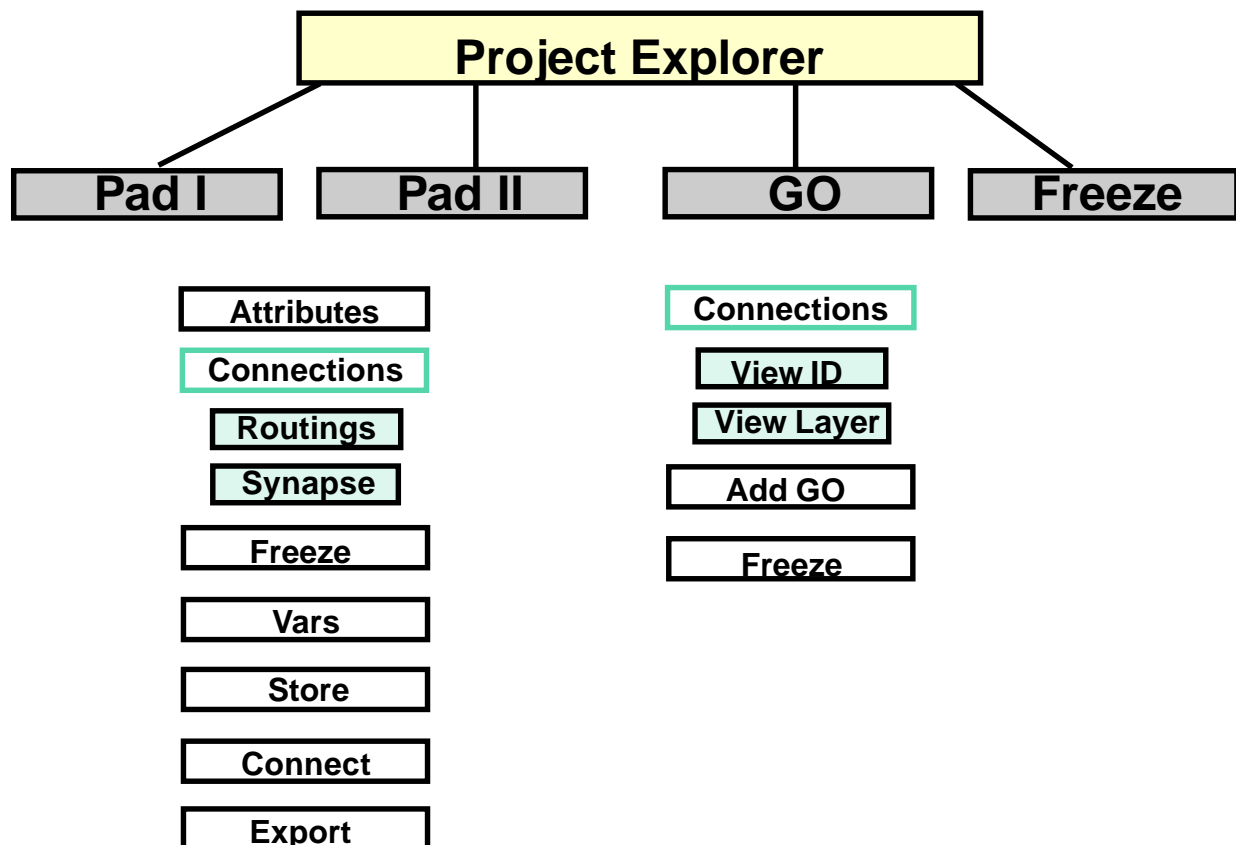 Project Explorer
Pad I
Pad II
GO
Freeze
Attributes
Connections
Routings
Synapse
Freeze
Vars
Store
Connect
Export
Connections
View ID
View Layer
Add GO
Freeze